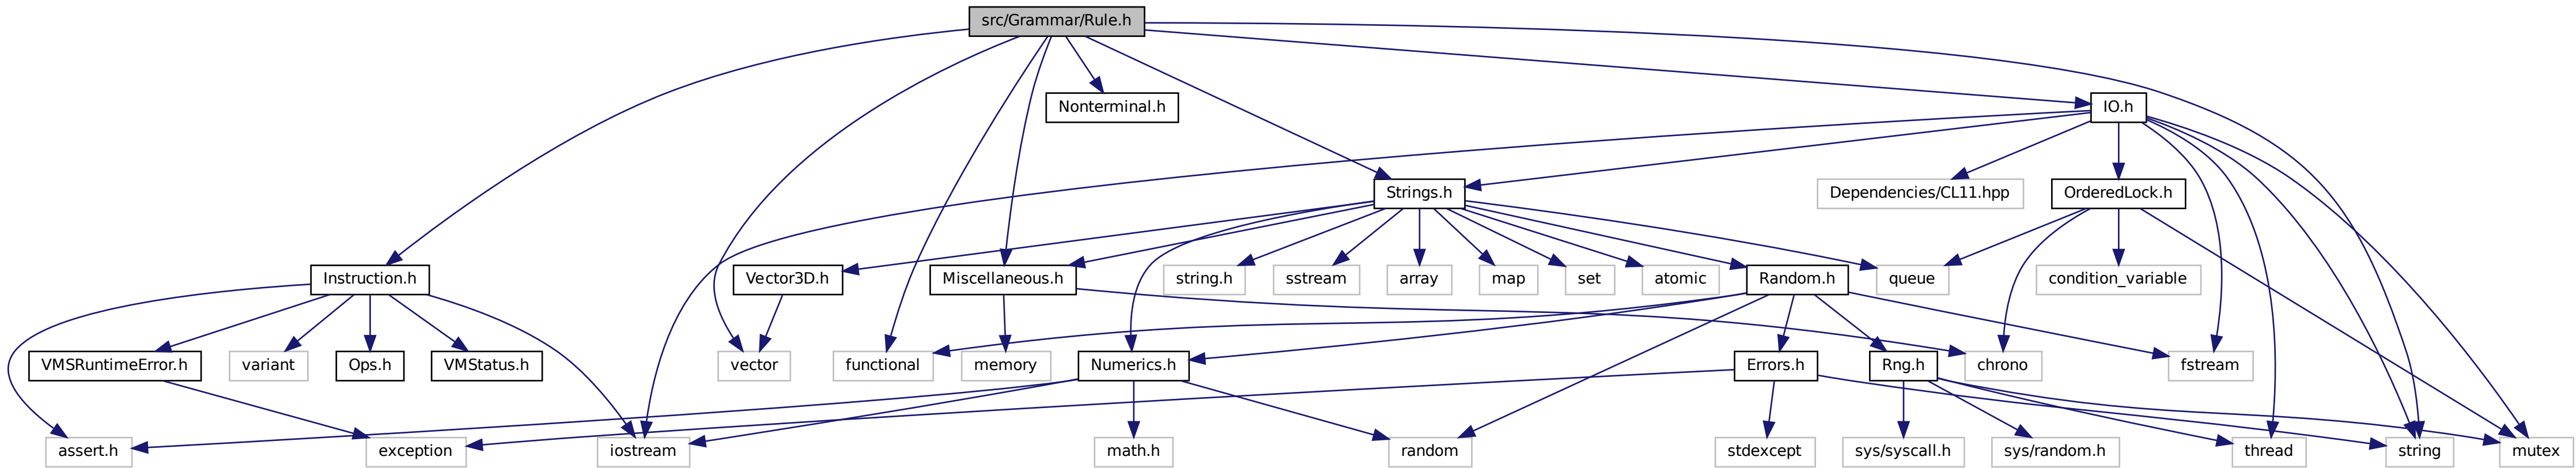 src/Grammar/Rule.h
Nonterminal.h
IO.h
Strings.h
Dependencies/CL11.hpp
OrderedLock.h
Instruction.h
Vector3D.h
Miscellaneous.h
string.h
sstream
array
map
set
atomic
Random.h
queue
condition_variable
VMSRuntimeError.h
variant
Ops.h
VMStatus.h
vector
functional
memory
Numerics.h
Errors.h
Rng.h
chrono
fstream
assert.h
exception
iostream
math.h
random
stdexcept
sys/syscall.h
sys/random.h
thread
string
mutex